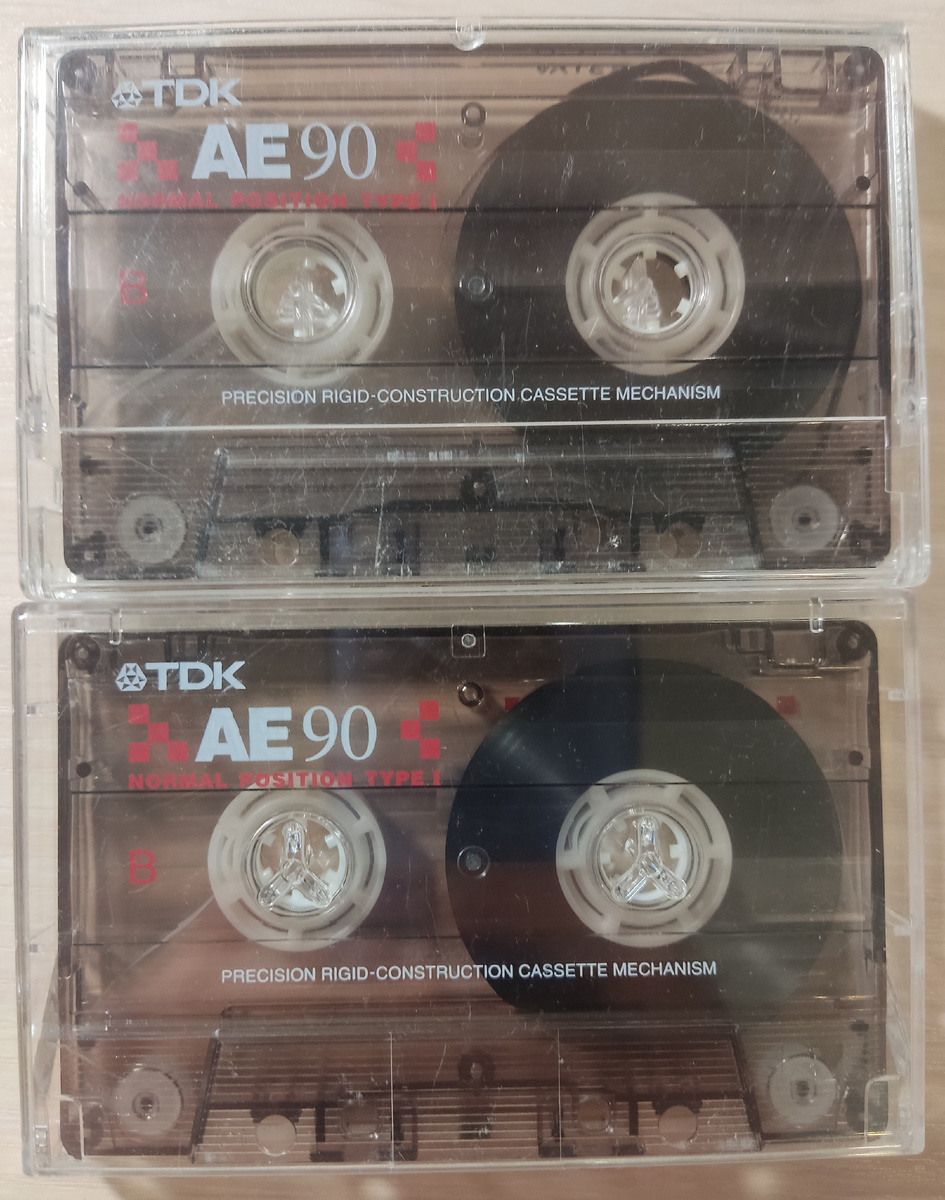 TDK
AE 90
NORMAL POSITION TYPE I
B
PRECISION RIGID-CONSTRUCTION CASSETTE MECHANISM
TDK
AE 90
NORMAL POSITION TYPE I
B
PRECISION RIGID-CONSTRUCTION CASSETTE MECHANISM